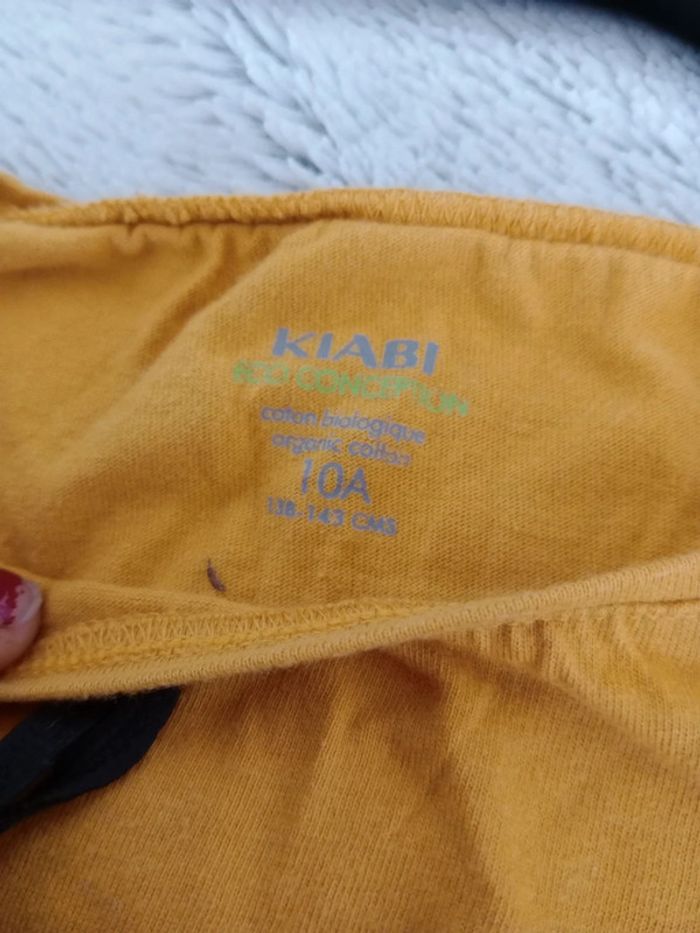 KIABI
ECO CONCEPTION
coton biologique
organic cotton
10A
138-143 CMS